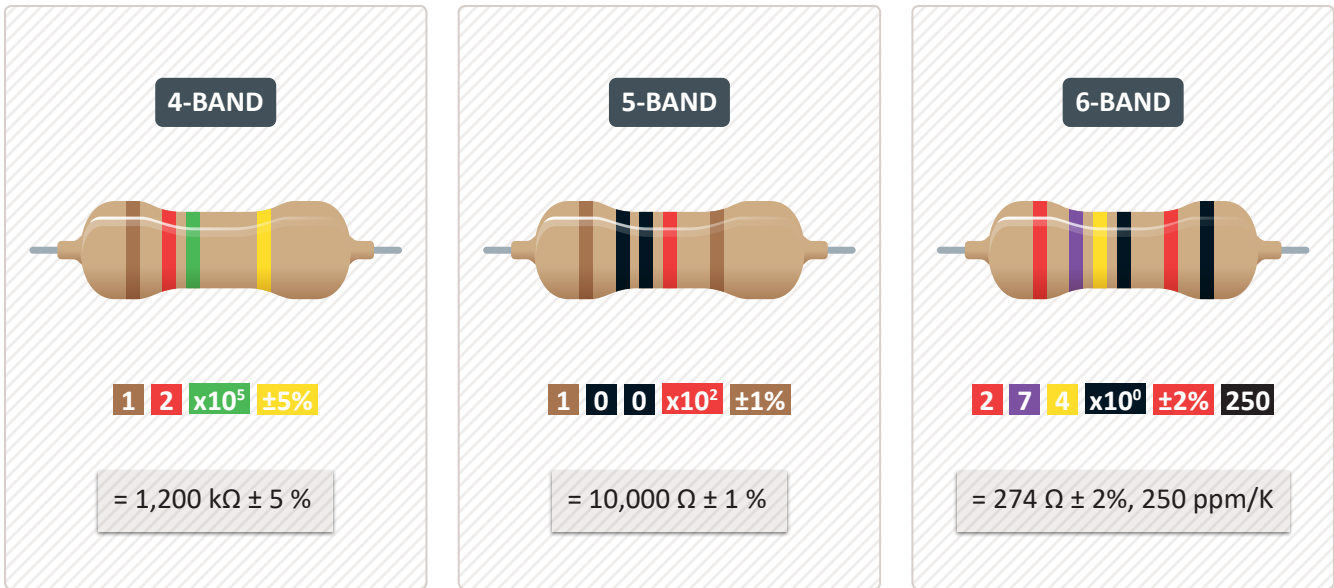 4-BAND
1 2 x10⁵ ±5%
= 1,200 kΩ ± 5 %
5-BAND
1 0 0 x10² ±1%
= 10,000 Ω ± 1 %
6-BAND
2 7 4 x10⁰ ±2% 250
= 274 Ω ± 2%, 250 ppm/K